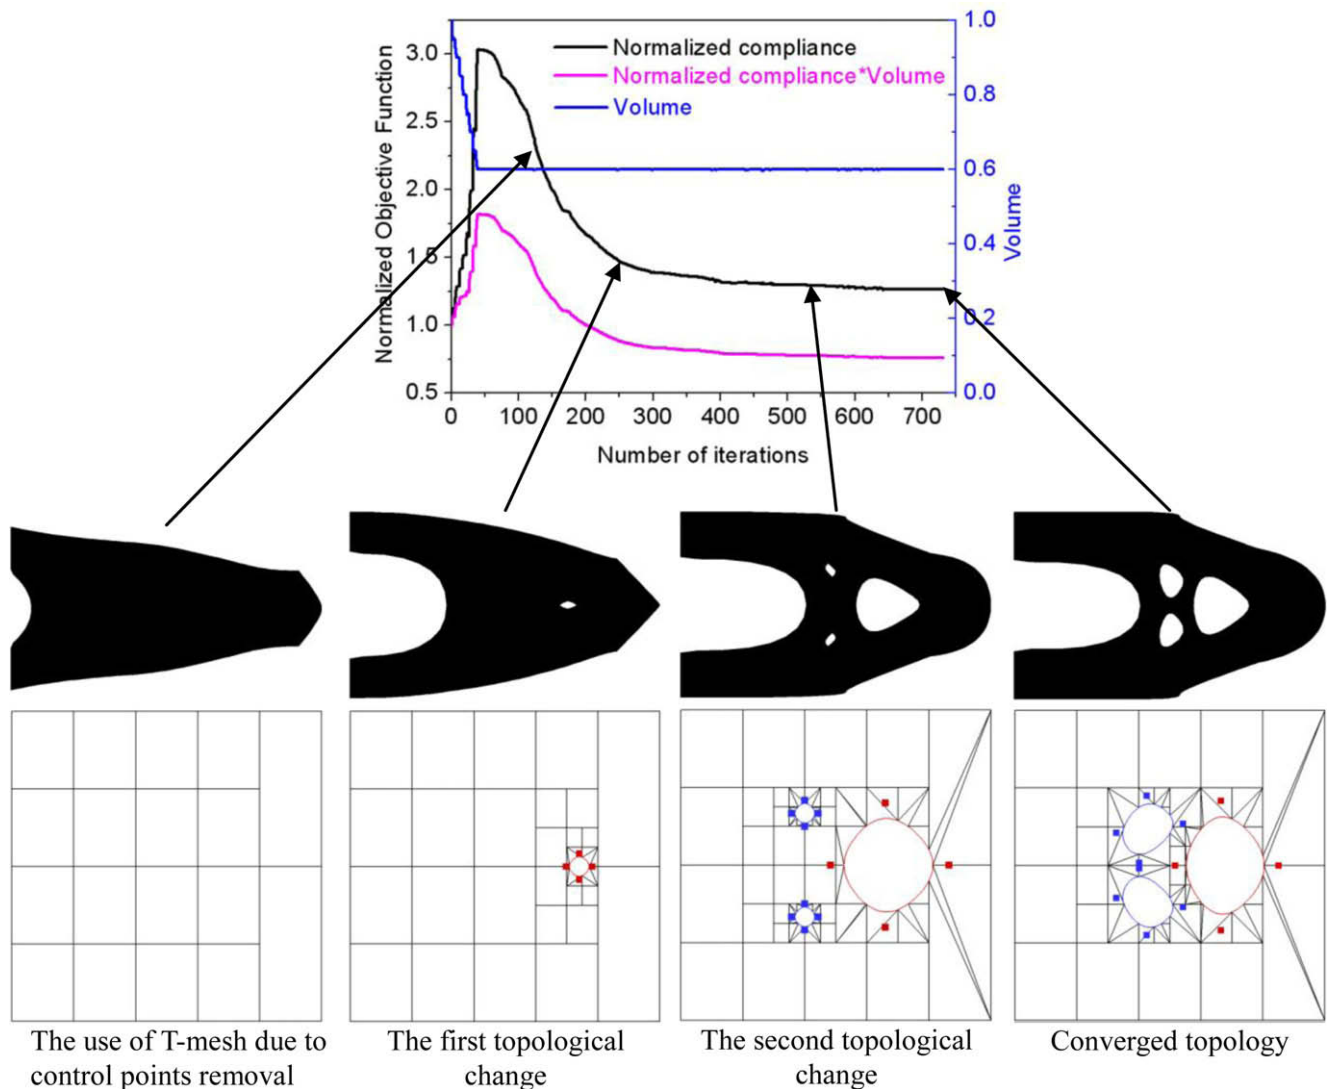 1.0
3.0
Normalized compliance
Normalized compliance*Volume
Volume
0.8
2.5
0.6
2.0
0.4
1.5
0.2
1.0
0.5
0.0
Normalized Objective Function
Volume
0 100 200 300 400 500 600 700
Number of iterations
The use of T-mesh due to
control points removal
The first topological
change
The second topological
change
Converged topology